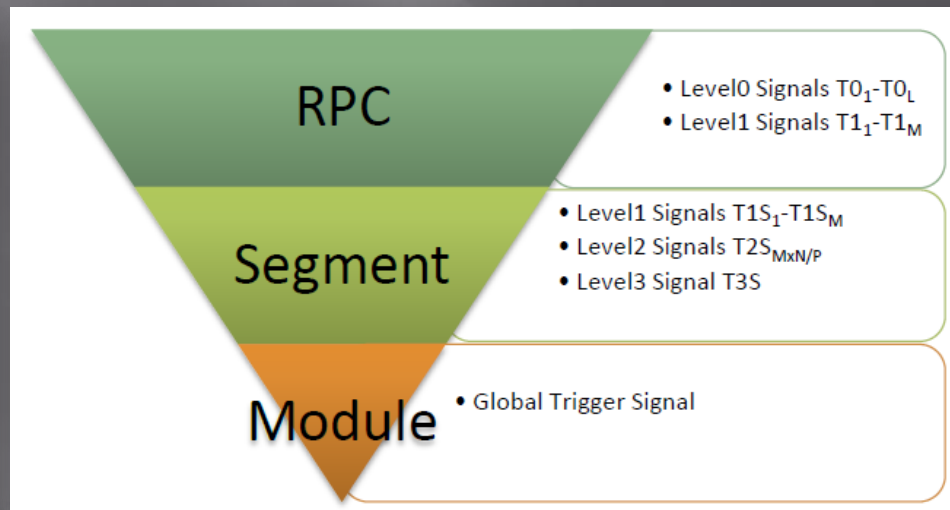 RPC
• Level0 Signals T0₁-T0L
• Level1 Signals T1₁-T1M
Segment
• Level1 Signals T1S₁-T1SM
• Level2 Signals T2SMxN/P
• Level3 Signal T3S
Module
• Global Trigger Signal